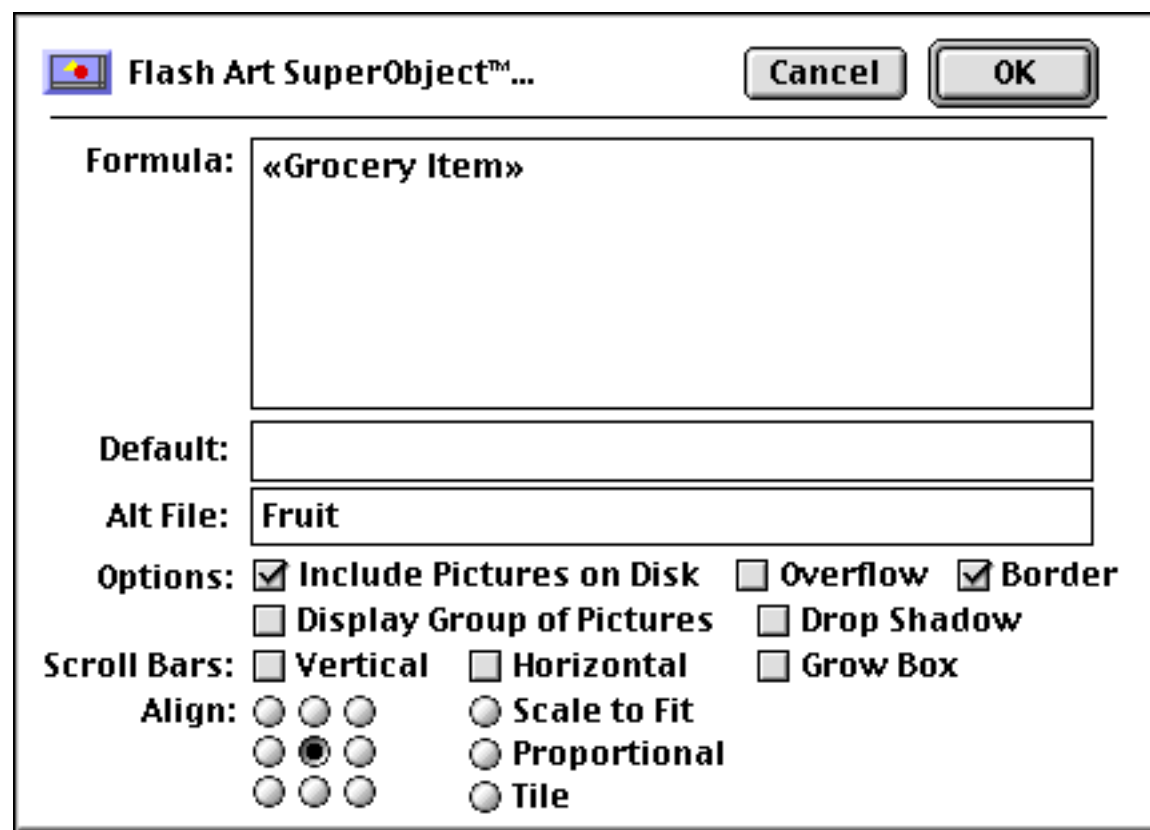 Flash Art SuperObject™...
Cancel
OK
Formula:
«Grocery Item»
Default:
Alt File:
Fruit
Options: Include Pictures on Disk Overflow Border
Display Group of Pictures Drop Shadow
Scroll Bars: Vertical Horizontal Grow Box
Align: Scale to Fit
Proportional
Tile